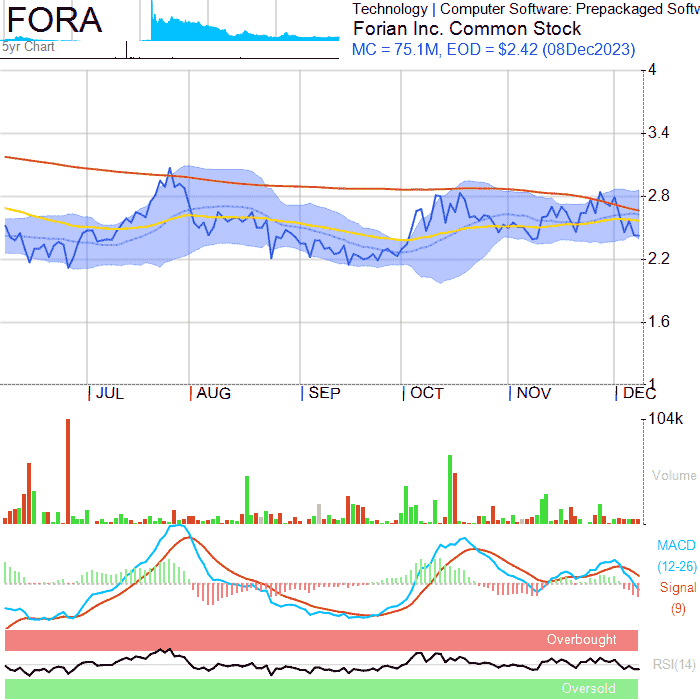 FORA
5yr Chart
Technology | Computer Software: Prepackaged Softw
Forian Inc. Common Stock
MC = 75.1M, EOD = $2.42 (08Dec2023)
4
3.4
2.8
2.2
1.6
1
JUL AUG SEP OCT NOV DEC
104k
Volume
MACD
(12-26)
Signal
(9)
Overbought
RSI(14)
Oversold